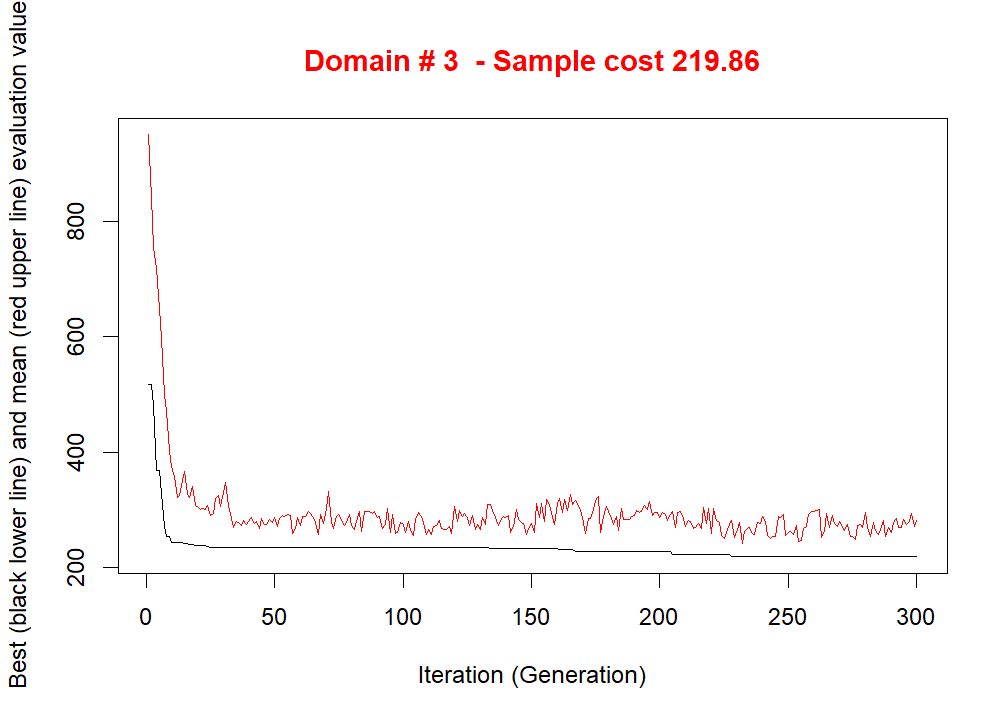 Domain # 3  - Sample cost 219.86
Best (black lower line) and mean (red upper line) evaluation value
800
600
400
200
0 50 100 150 200 250 300
Iteration (Generation)